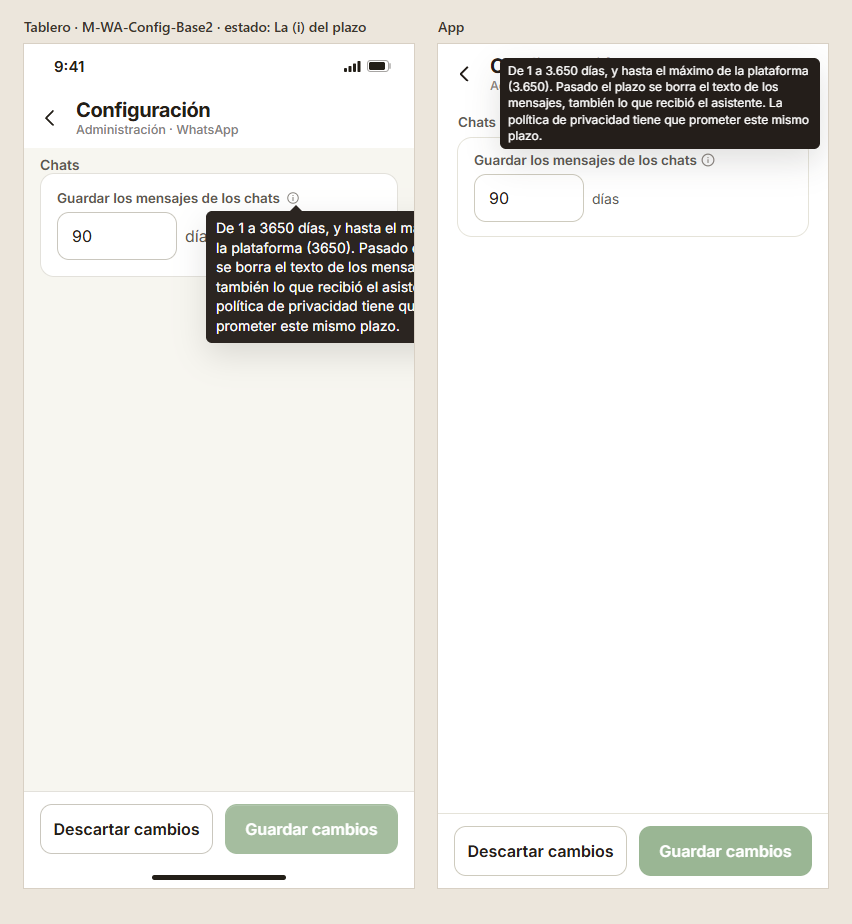 Tablero · M-WA-Config-Base2 · estado: La (i) del plazo
9:41
Configuración
Administración · WhatsApp
Chats
Guardar los mensajes de los chats
90
De 1 a 3650 días, y hasta el
la plataforma (3650). Pasado
se borra el texto de los
también lo que recibió el
política de privacidad tiene
prometer este mismo plazo.
Descartar cambios
Guardar cambios
App
De 1 a 3.650 días, y hasta el máximo de la plataforma
(3.650). Pasado el plazo se borra el texto de los
mensajes, también lo que recibió el asistente. La
política de privacidad tiene que prometer este mismo
plazo.
Chats
Guardar los mensajes de los chats
90
días
Descartar cambios
Guardar cambios